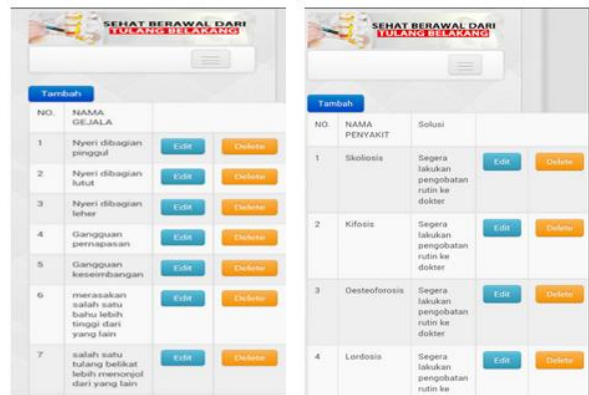 SEHAT BERAWAL DARI
TULANG BELAKANG
Tambah
NO. NAMA
GEJALA
1 Nyeri dibagian
pinggul
Edit Delete
2 Nyeri dibagian
lutut
Edit Delete
3 Nyeri dibagian
leher
Edit Delete
4 Gangguan
pernapasan
Edit Delete
5 Gangguan
keseimbangan
Edit Delete
6 merasakan
salah satu
bahu lebih
tinggi dari
yang lain
Edit Delete
7 salah satu
tulang belikat
lebih menonjol
dari yang lain
Edit Delete
SEHAT BERAWAL DARI
TULANG BELAKANG
Tambah
NO. NAMA
PENYAKIT
Solusi
1 Skoliosis
Segera
lakukan
pengobatan
rutin ke
dokter
Edit Delete
2 Kifosis
Segera
lakukan
pengobatan
rutin ke
dokter
Edit Delete
3 Oesteoforosis
Segera
lakukan
pengobatan
rutin ke
dokter
Edit Delete
4 Lordosis
Segera
lakukan
pengobatan
rutin ke
Edit Delete